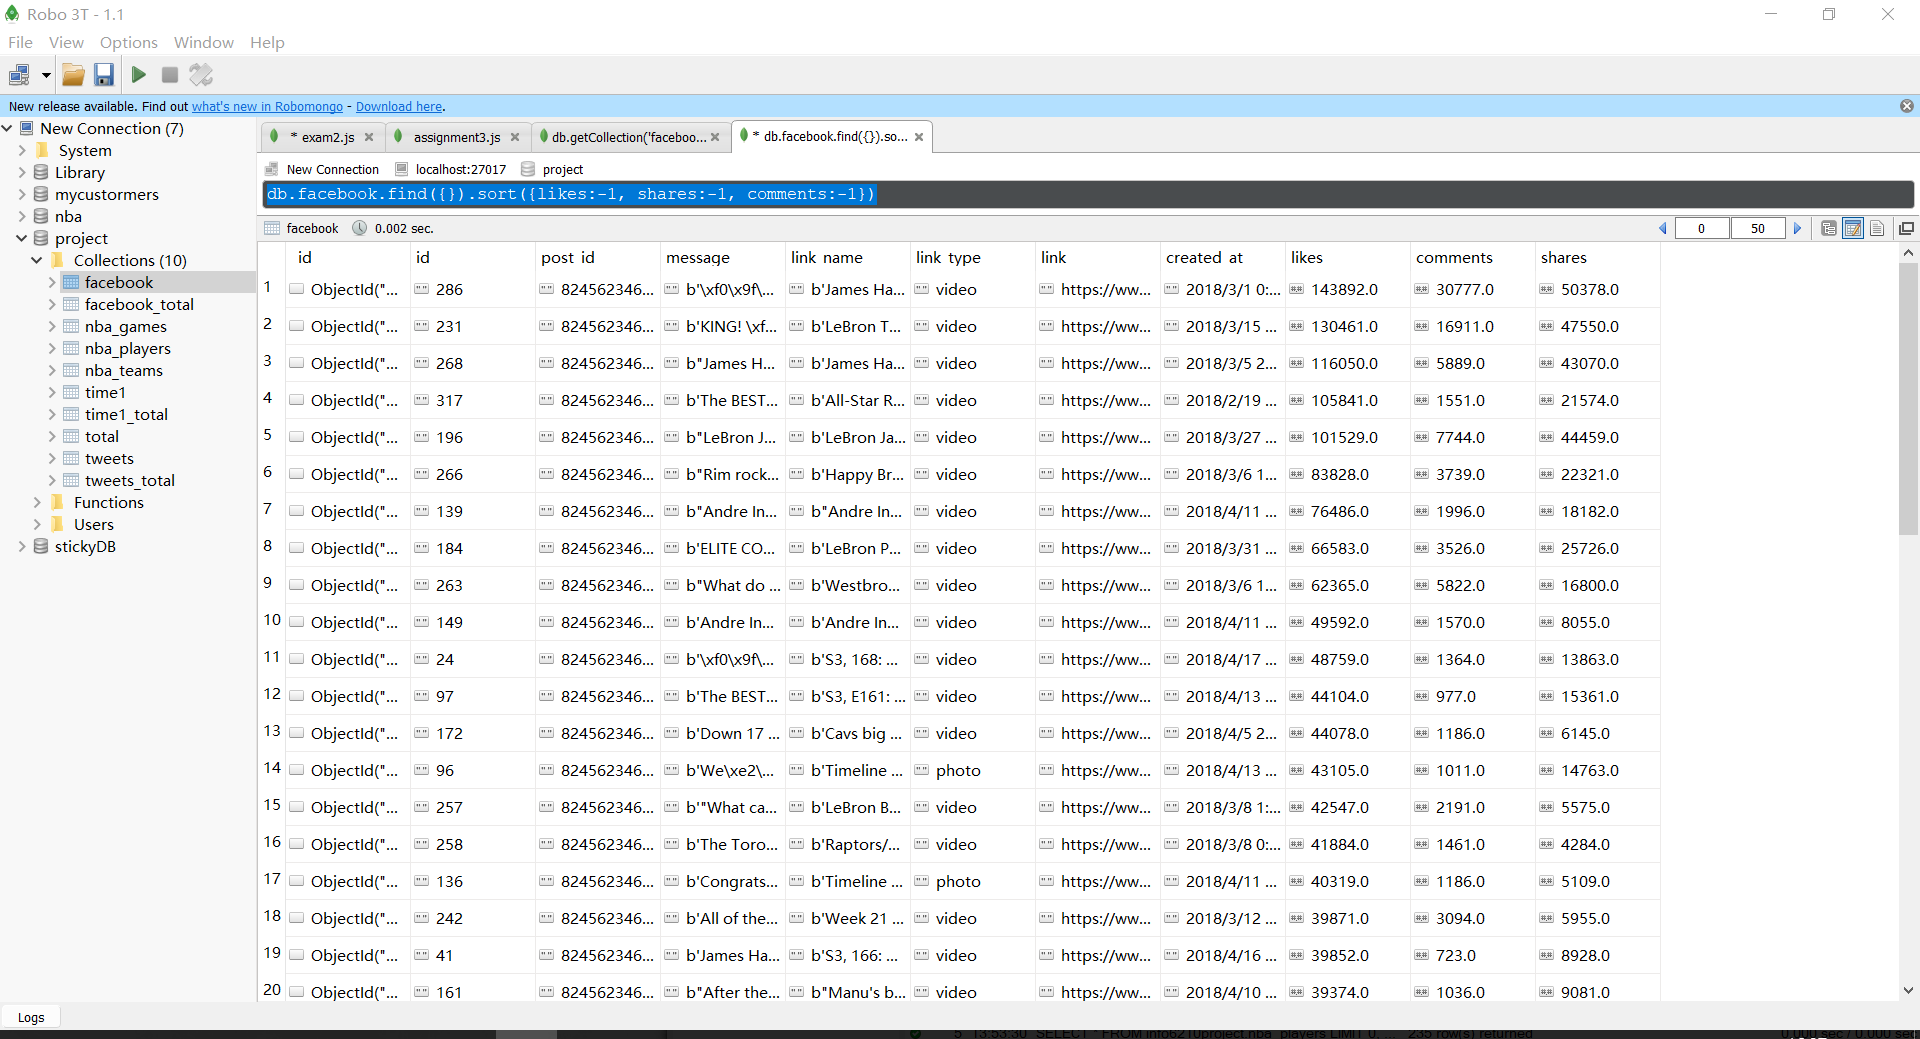 Robo 3T - 1.1
File View Options Window Help
New release available. Find out what's new in Robomongo - Download here.
New Connection (7)
System
Library
mycustormers
nba
project
Collections (10)
facebook
facebook_total
nba_games
nba_players
nba_teams
time1
time1_total
total
tweets
tweets_total
Functions
Users
stickyDB
* exam2.js assignment3.js db.getCollection('faceboo... * db.facebook.find({}).so...
New Connection localhost:27017 project
db.facebook.find({}).sort({likes:-1, shares:-1, comments:-1})
facebook 0.002 sec. 0 50
id id post id message link name link type link created at likes comments shares
1 ObjectId("... 286 824562346... b'\xf0\x9f\... b'James Ha... video https://ww... 2018/3/1 0:... 143892.0 30777.0 50378.0
2 ObjectId("... 231 824562346... b'KING! \xf... b'LeBron T... video https://ww... 2018/3/15 ... 130461.0 16911.0 47550.0
3 ObjectId("... 268 824562346... b"James H... b'James Ha... video https://ww... 2018/3/5 2... 116050.0 5889.0 43070.0
4 ObjectId("... 317 824562346... b'The BEST... b'All-Star R... video https://ww... 2018/2/19 ... 105841.0 1551.0 21574.0
5 ObjectId("... 196 824562346... b"LeBron J... b'LeBron Ja... video https://ww... 2018/3/27 ... 101529.0 7744.0 44459.0
6 ObjectId("... 266 824562346... b"Rim rock... b'Happy Br... video https://ww... 2018/3/6 1... 83828.0 3739.0 22321.0
7 ObjectId("... 139 824562346... b"Andre In... b"Andre In... video https://ww... 2018/4/11 ... 76486.0 1996.0 18182.0
8 ObjectId("... 184 824562346... b'ELITE CO... b'LeBron P... video https://ww... 2018/3/31 ... 66583.0 3526.0 25726.0
9 ObjectId("... 263 824562346... b"What do ... b'Westbro... video https://ww... 2018/3/6 1... 62365.0 5822.0 16800.0
10 ObjectId("... 149 824562346... b'Andre In... b'Andre In... video https://ww... 2018/4/11 ... 49592.0 1570.0 8055.0
11 ObjectId("... 24 824562346... b'\xf0\x9f\... b'S3, 168: ... video https://ww... 2018/4/17 ... 48759.0 1364.0 13863.0
12 ObjectId("... 97 824562346... b'The BEST... b'S3, E161: ... video https://ww... 2018/4/13 ... 44104.0 977.0 15361.0
13 ObjectId("... 172 824562346... b'Down 17 ... b'Cavs big ... video https://ww... 2018/4/5 2... 44078.0 1186.0 6145.0
14 ObjectId("... 96 824562346... b'We\xe2\... b'Timeline ... photo https://ww... 2018/4/13 ... 43105.0 1011.0 14763.0
15 ObjectId("... 257 824562346... b'"What ca... b'LeBron B... video https://ww... 2018/3/8 1:... 42547.0 2191.0 5575.0
16 ObjectId("... 258 824562346... b'The Toro... b'Raptors/... video https://ww... 2018/3/8 0:... 41884.0 1461.0 4284.0
17 ObjectId("... 136 824562346... b'Congrats... b'Timeline ... photo https://ww... 2018/4/11 ... 40319.0 1186.0 5109.0
18 ObjectId("... 242 824562346... b'All of the... b'Week 21 ... video https://ww... 2018/3/12 ... 39871.0 3094.0 5955.0
19 ObjectId("... 41 824562346... b'James Ha... b'S3, 166: ... video https://ww... 2018/4/16 ... 39852.0 723.0 8928.0
20 ObjectId("... 161 824562346... b"After the... b"Manu's b... video https://ww... 2018/4/10 ... 39374.0 1036.0 9081.0
Logs